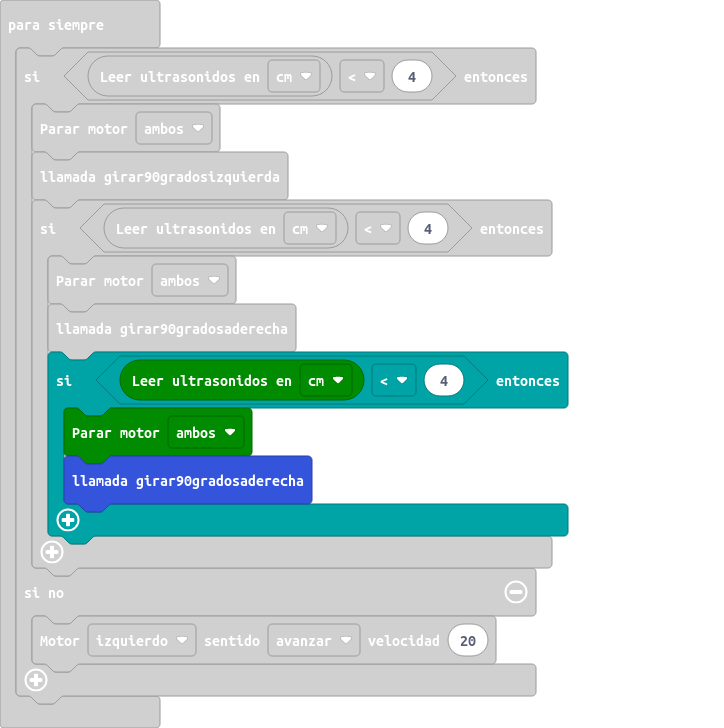 para siempre
si Leer ultrasonidos en cm < 4 entonces
Parar motor ambos
llamada girar90gradosizquierda
si Leer ultrasonidos en cm < 4 entonces
Parar motor ambos
llamada girar90gradosaderecha
si Leer ultrasonidos en cm < 4 entonces
Parar motor ambos
llamada girar90gradosaderecha
si no
Motor izquierdo sentido avanzar velocidad 20